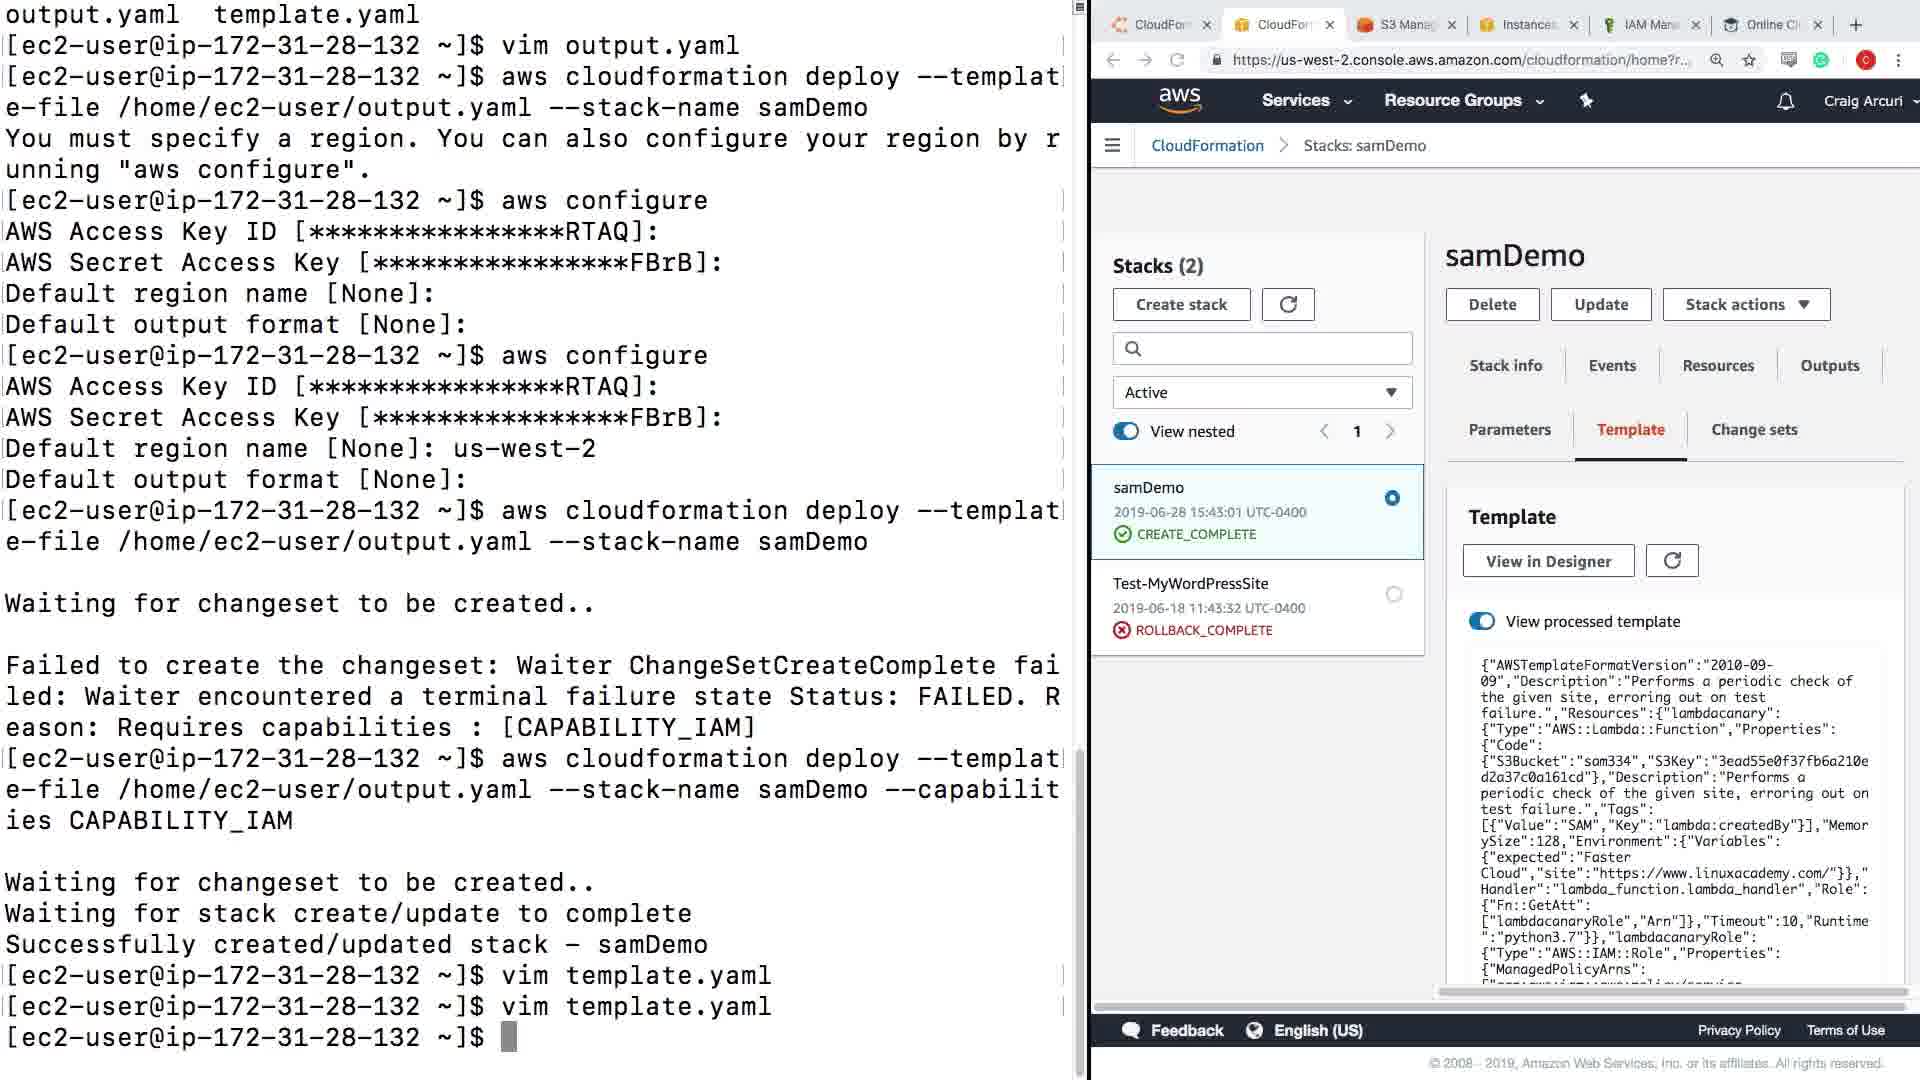 output.yaml  template.yaml
[ec2-user@ip-172-31-28-132 ~]$ vim output.yaml
[ec2-user@ip-172-31-28-132 ~]$ aws cloudformation deploy --templat
e-file /home/ec2-user/output.yaml --stack-name samDemo
You must specify a region. You can also configure your region by r
unning "aws configure".
[ec2-user@ip-172-31-28-132 ~]$ aws configure
AWS Access Key ID [****************RTAQ]:
AWS Secret Access Key [****************FBrB]:
Default region name [None]:
Default output format [None]:
[ec2-user@ip-172-31-28-132 ~]$ aws configure
AWS Access Key ID [****************RTAQ]:
AWS Secret Access Key [****************FBrB]:
Default region name [None]: us-west-2
Default output format [None]:
[ec2-user@ip-172-31-28-132 ~]$ aws cloudformation deploy --templat
e-file /home/ec2-user/output.yaml --stack-name samDemo
Waiting for changeset to be created..
Failed to create the changeset: Waiter ChangeSetCreateComplete fai
led: Waiter encountered a terminal failure state Status: FAILED. R
eason: Requires capabilities : [CAPABILITY_IAM]
[ec2-user@ip-172-31-28-132 ~]$ aws cloudformation deploy --templat
e-file /home/ec2-user/output.yaml --stack-name samDemo --capabilit
ies CAPABILITY_IAM
Waiting for changeset to be created..
Waiting for stack create/update to complete
Successfully created/updated stack - samDemo
[ec2-user@ip-172-31-28-132 ~]$ vim template.yaml
[ec2-user@ip-172-31-28-132 ~]$ vim template.yaml
[ec2-user@ip-172-31-28-132 ~]$
CloudForm CloudForm S3 Manag Instances IAM Mana Online Cl
https://us-west-2.console.aws.amazon.com/cloudformation/home?r...
aws Services Resource Groups Craig Arcuri
CloudFormation > Stacks: samDemo
Stacks (2)
Create stack
Active
View nested 1
samDemo
2019-06-28 15:43:01 UTC-0400
CREATE_COMPLETE
Test-MyWordPressSite
2019-06-18 11:43:32 UTC-0400
ROLLBACK_COMPLETE
samDemo
Delete Update Stack actions
Stack info Events Resources Outputs
Parameters Template Change sets
Template
View in Designer
View processed template
{"AWSTemplateFormatVersion":"2010-09-
09","Description":"Performs a periodic check of
the given site, erroring out on test
failure.","Resources":{"lambdacanary":
{"Type":"AWS::Lambda::Function","Properties":
{"Code":
{"S3Bucket":"sam334","S3Key":"3ead55e0f37fb6a210e
d2a37c0a161cd"},"Description":"Performs a
periodic check of the given site, erroring out on
test failure.","Tags":
[{"Value":"SAM","Key":"lambda:createdBy"}],"Memor
ySize":128,"Environment":{"Variables":
{"expected":"Faster
Cloud","site":"https://www.linuxacademy.com/"}},"
Handler":"lambda_function.lambda_handler","Role":
{"Fn::GetAtt":
["lambdacanaryRole","Arn"]},"Timeout":10,"Runtime
":"python3.7"}},"lambdacanaryRole":
{"Type":"AWS::IAM::Role","Properties":
{"ManagedPolicyArns":
Feedback English (US) Privacy Policy Terms of Use
© 2008 - 2019, Amazon Web Services, Inc. or its affiliates. All rights reserved.